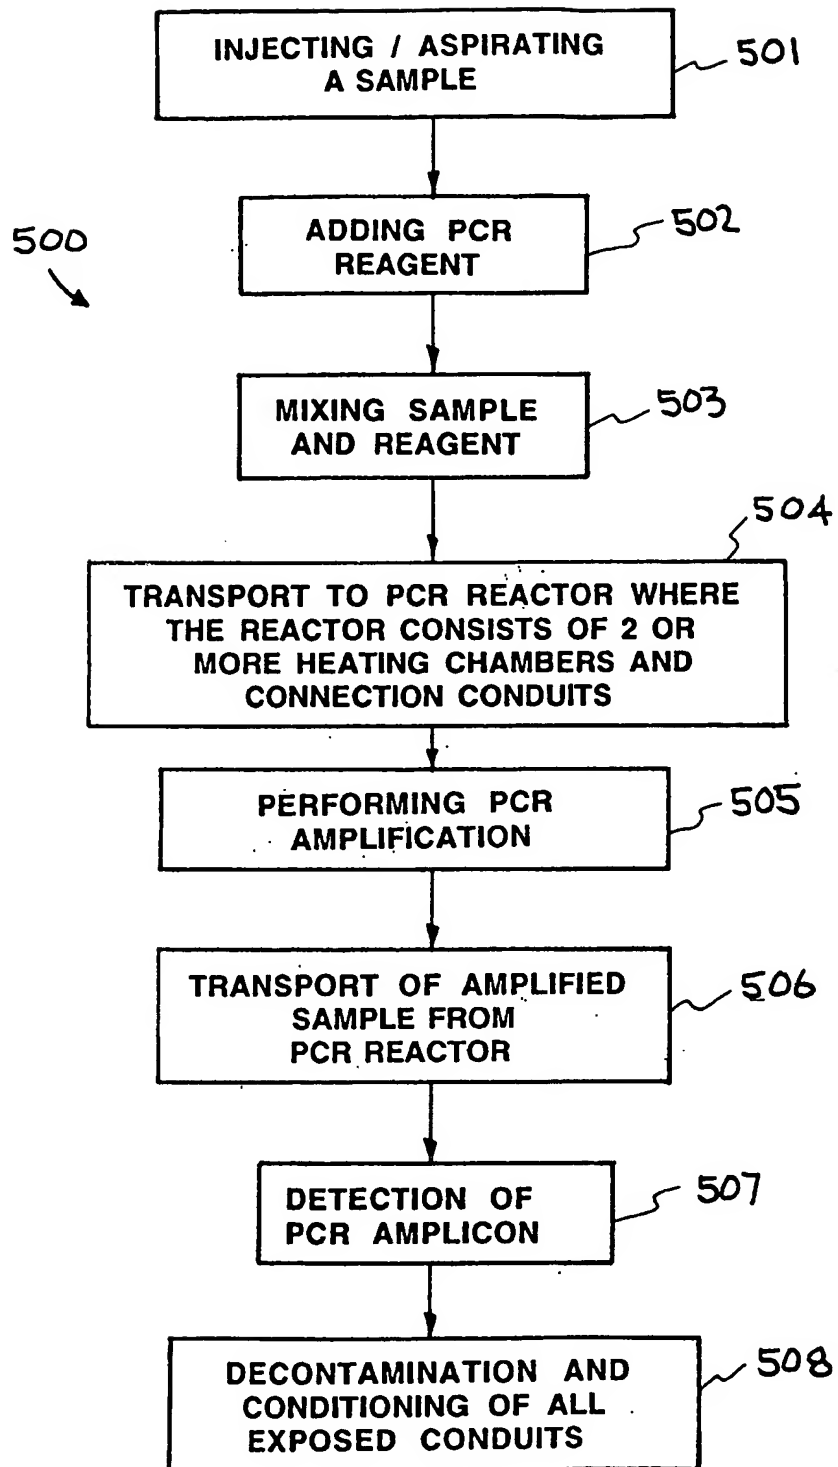 INJECTING / ASPIRATING
A SAMPLE
501
500
ADDING PCR
REAGENT
502
MIXING SAMPLE
AND REAGENT
503
504
TRANSPORT TO PCR REACTOR WHERE
THE REACTOR CONSISTS OF 2 OR
MORE HEATING CHAMBERS AND
CONNECTION CONDUITS
PERFORMING PCR
AMPLIFICATION
505
TRANSPORT OF AMPLIFIED
SAMPLE FROM
PCR REACTOR
506
DETECTION OF
PCR AMPLICON
507
DECONTAMINATION AND
CONDITIONING OF ALL
EXPOSED CONDUITS
508